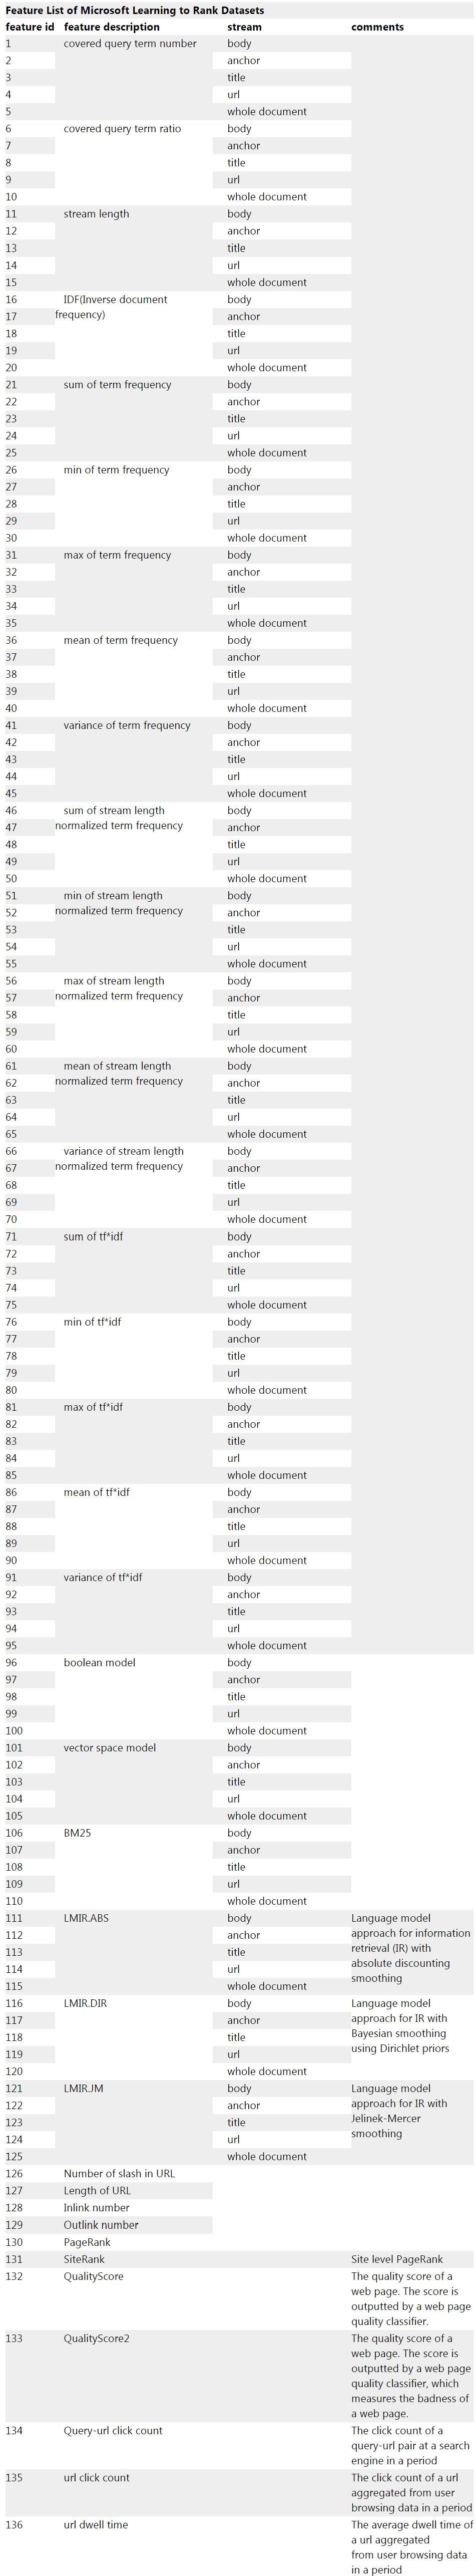 Feature List of Microsoft Learning to Rank Datasets
feature id feature description stream comments
1 covered query term number body
2 anchor
3 title
4 url
5 whole document
6 covered query term ratio body
7 anchor
8 title
9 url
10 whole document
11 stream length body
12 anchor
13 title
14 url
15 whole document
16 IDF(Inverse document frequency) body
17 anchor
18 title
19 url
20 whole document
21 sum of term frequency body
22 anchor
23 title
24 url
25 whole document
26 min of term frequency body
27 anchor
28 title
29 url
30 whole document
31 max of term frequency body
32 anchor
33 title
34 url
35 whole document
36 mean of term frequency body
37 anchor
38 title
39 url
40 whole document
41 variance of term frequency body
42 anchor
43 title
44 url
45 whole document
46 sum of stream length body
47 normalized term frequency anchor
48 title
49 url
50 whole document
51 min of stream length body
52 normalized term frequency anchor
53 title
54 url
55 whole document
56 max of stream length body
57 normalized term frequency anchor
58 title
59 url
60 whole document
61 mean of stream length body
62 normalized term frequency anchor
63 title
64 url
65 whole document
66 variance of stream length body
67 normalized term frequency anchor
68 title
69 url
70 whole document
71 sum of tf*idf body
72 anchor
73 title
74 url
75 whole document
76 min of tf*idf body
77 anchor
78 title
79 url
80 whole document
81 max of tf*idf body
82 anchor
83 title
84 url
85 whole document
86 mean of tf*idf body
87 anchor
88 title
89 url
90 whole document
91 variance of tf*idf body
92 anchor
93 title
94 url
95 whole document
96 boolean model body
97 anchor
98 title
99 url
100 whole document
101 vector space model body
102 anchor
103 title
104 url
105 whole document
106 BM25 body
107 anchor
108 title
109 url
110 whole document
111 LMIR.ABS body Language model
112 anchor approach for information
113 title retrieval (IR) with
114 url absolute discounting
115 whole document smoothing
116 LMIR.DIR body Language model
117 anchor approach for IR with
118 title Bayesian smoothing
119 url using Dirichlet priors
120 whole document
121 LMIR.JM body Language model
122 anchor approach for IR with
123 title Jelinek-Mercer
124 url smoothing
125 whole document
126 Number of slash in URL
127 Length of URL
128 Inlink number
129 Outlink number
130 PageRank
131 SiteRank Site level PageRank
132 QualityScore The quality score of a
web page. The score is
outputted by a web page
quality classifier.
133 QualityScore2 The quality score of a
web page. The score is
outputted by a web page
quality classifier, which
measures the badness of
a web page.
134 Query-url click count The click count of a
query-url pair at a search
engine in a period
135 url click count The click count of a url
aggregated from user
browsing data in a period
136 url dwell time The average dwell time of
a url aggregated
from user browsing data
in a period